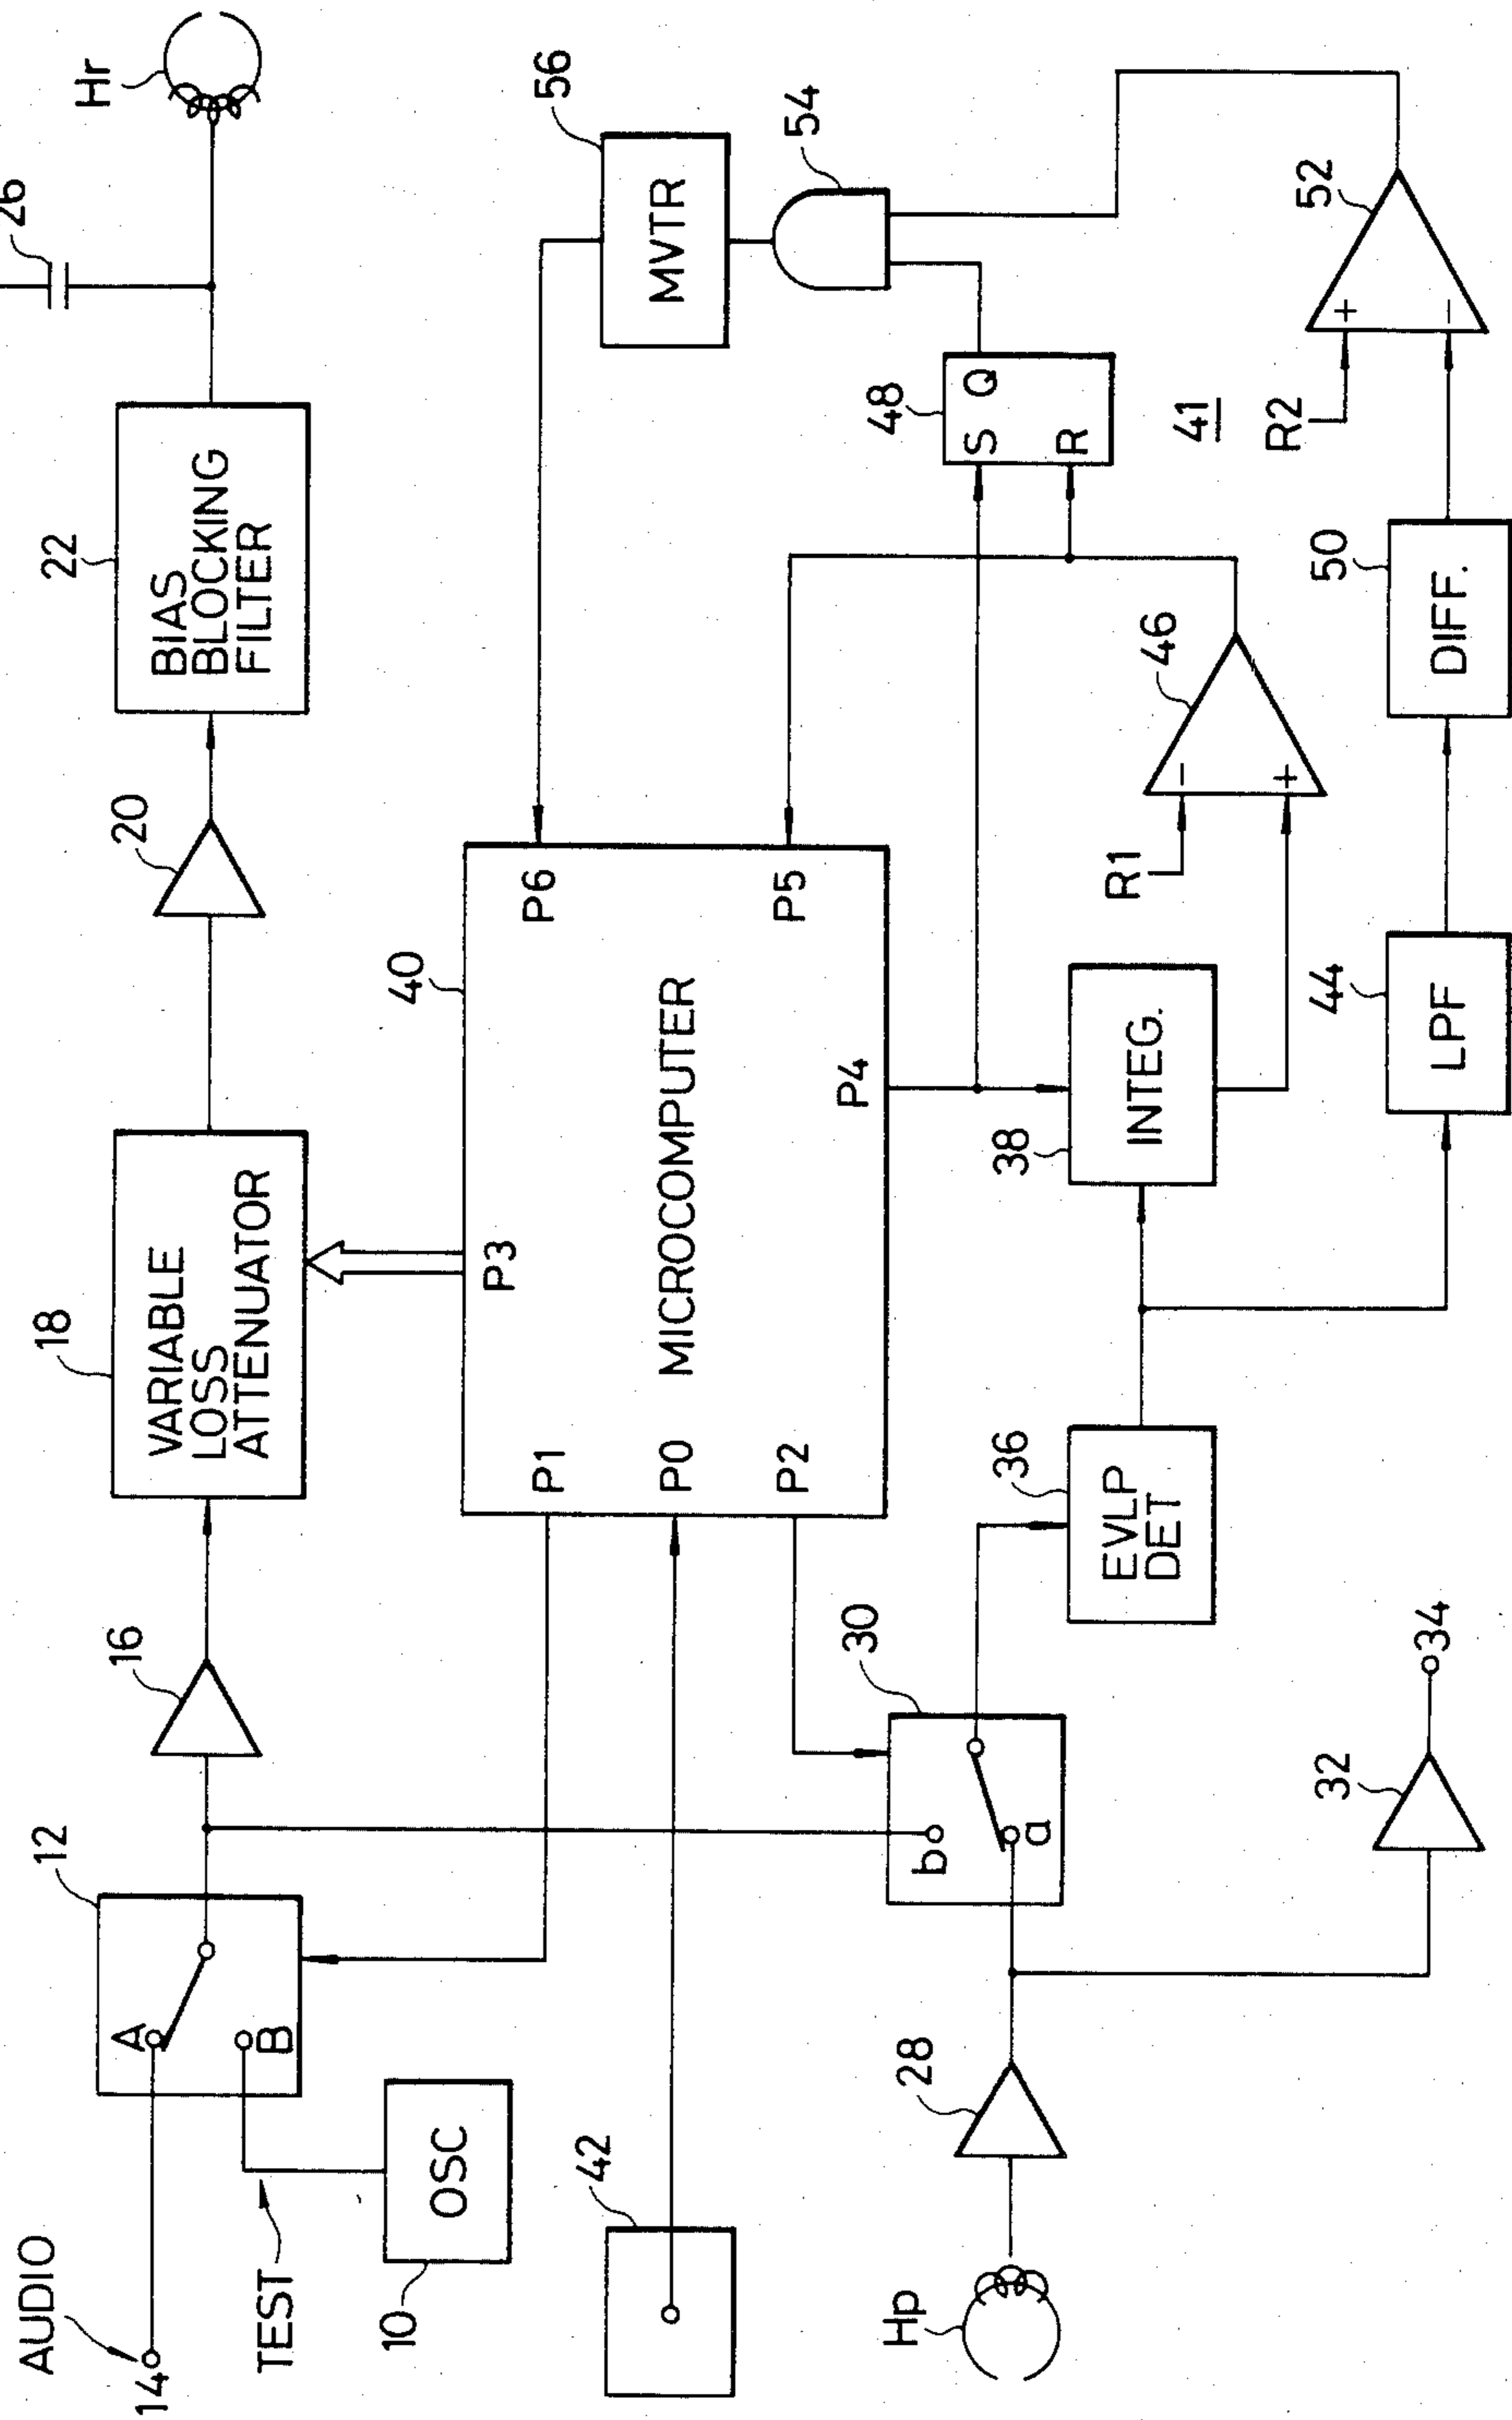 26
Hr
22
BIAS
BLOCKING
FILTER
20
18
VARIABLE
LOSS
ATTENUATOR
16
12
A
B
AUDIO
14
TEST
OSC
10
56
MVTR
54
52
+
−
R2
41
48
S Q
R
50
DIFF.
46
−
+
R1
44
LPF
40
P6
P5
MICROCOMPUTER
P4
P3
P1
P0
P2
INTEG.
38
36
EVLP
DET
30
b
a
34
32
28
42
Hp